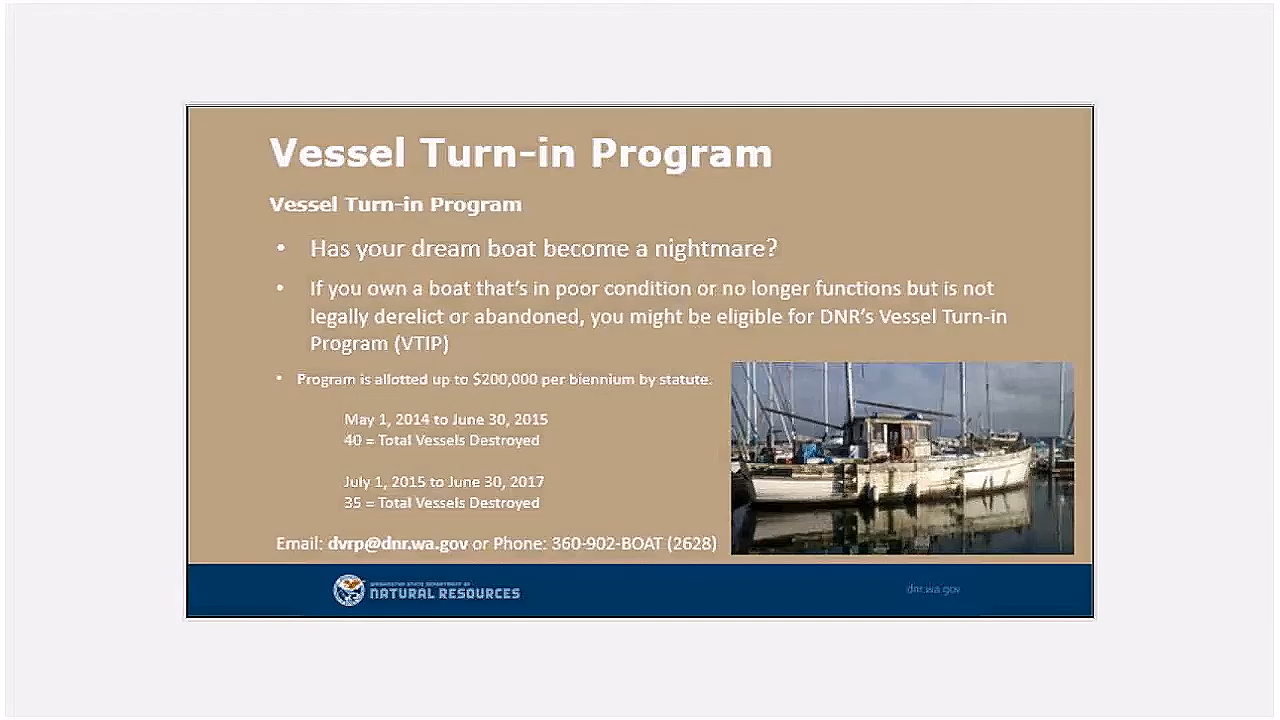 Vessel Turn-in Program
Vessel Turn-in Program
• Has your dream boat become a nightmare?
• If you own a boat that's in poor condition or no longer functions but is not
legally derelict or abandoned, you might be eligible for DNR's Vessel Turn-in
Program (VTIP)
• Program is allotted up to $200,000 per biennium by statute.
May 1, 2014 to June 30, 2015
40 = Total Vessels Destroyed
July 1, 2015 to June 30, 2017
35 = Total Vessels Destroyed
Email: dvrp@dnr.wa.gov or Phone: 360-902-BOAT (2628)
WASHINGTON STATE DEPARTMENT OF
NATURAL RESOURCES
dnr.wa.gov